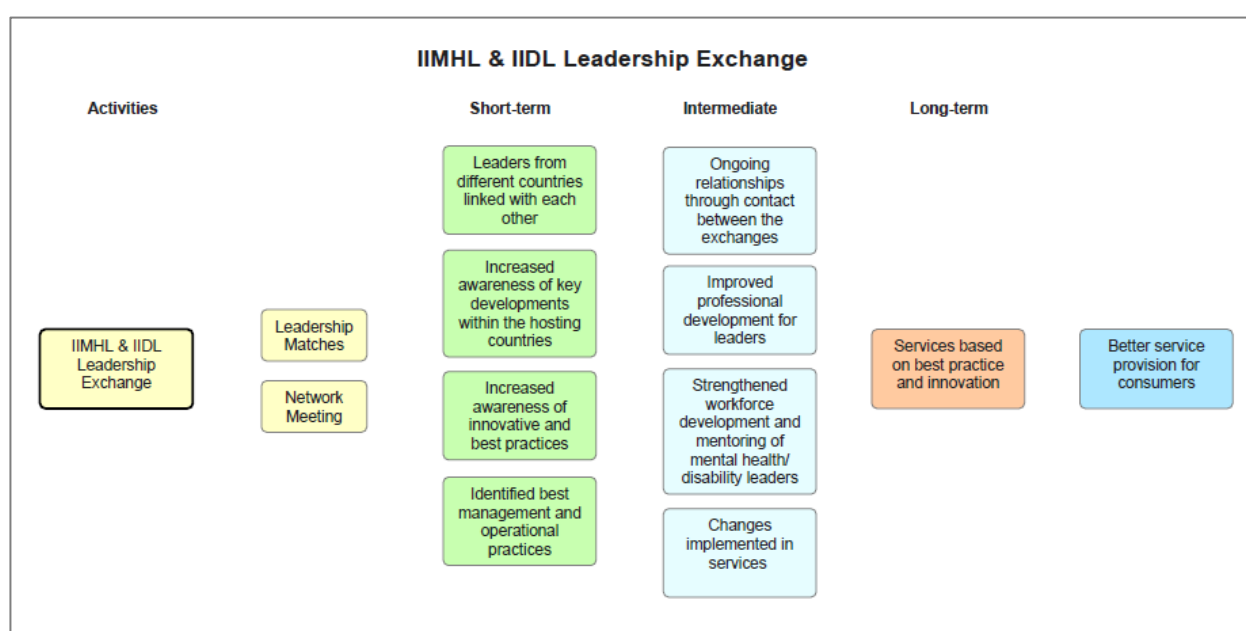 IIMHL & IIDL Leadership Exchange
Activities
Short-term
Intermediate
Long-term
IIMHL & IIDL
Leadership
Exchange
Leadership
Matches
Network
Meeting
Leaders from
different countries
linked with each
other
Increased
awareness of key
developments
within the hosting
countries
Increased
awareness of
innovative and
best practices
Identified best
management and
operational
practices
Ongoing
relationships
through contact
between the
exchanges
Improved
professional
development for
leaders
Strengthened
workforce
development and
mentoring of
mental health/
disability leaders
Changes
implemented in
services
Services based
on best practice
and innovation
Better service
provision for
consumers